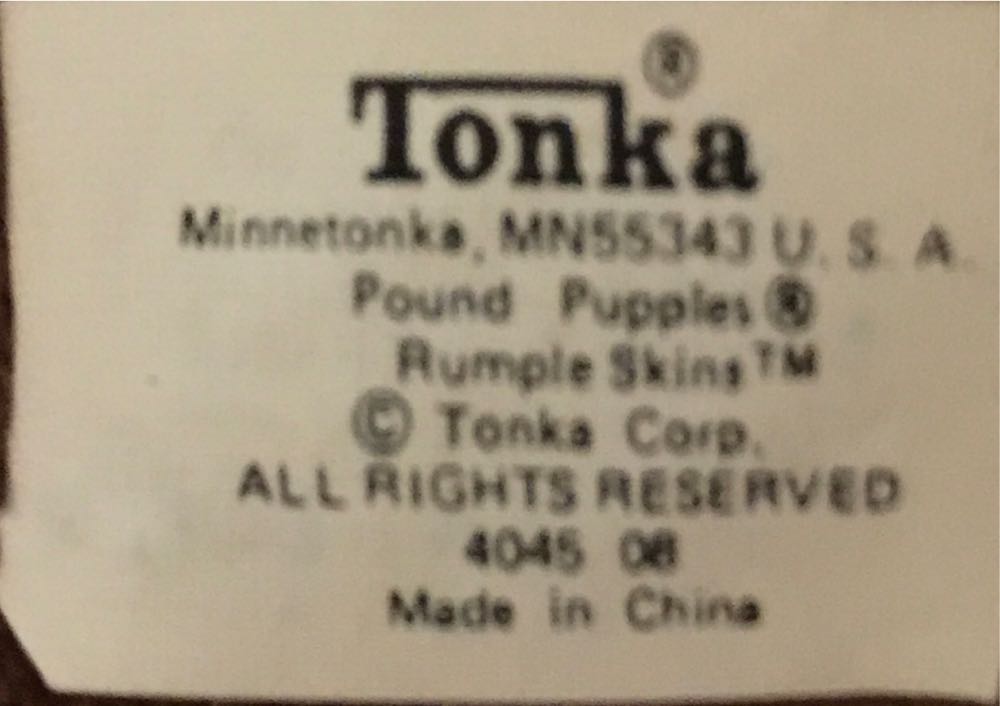 Tonka®
Minnetonka, MN55343 U. S. A.
Pound Puppies ®
Rumple Skins™
© Tonka Corp.
ALL RIGHTS RESERVED
4045 08
Made in China